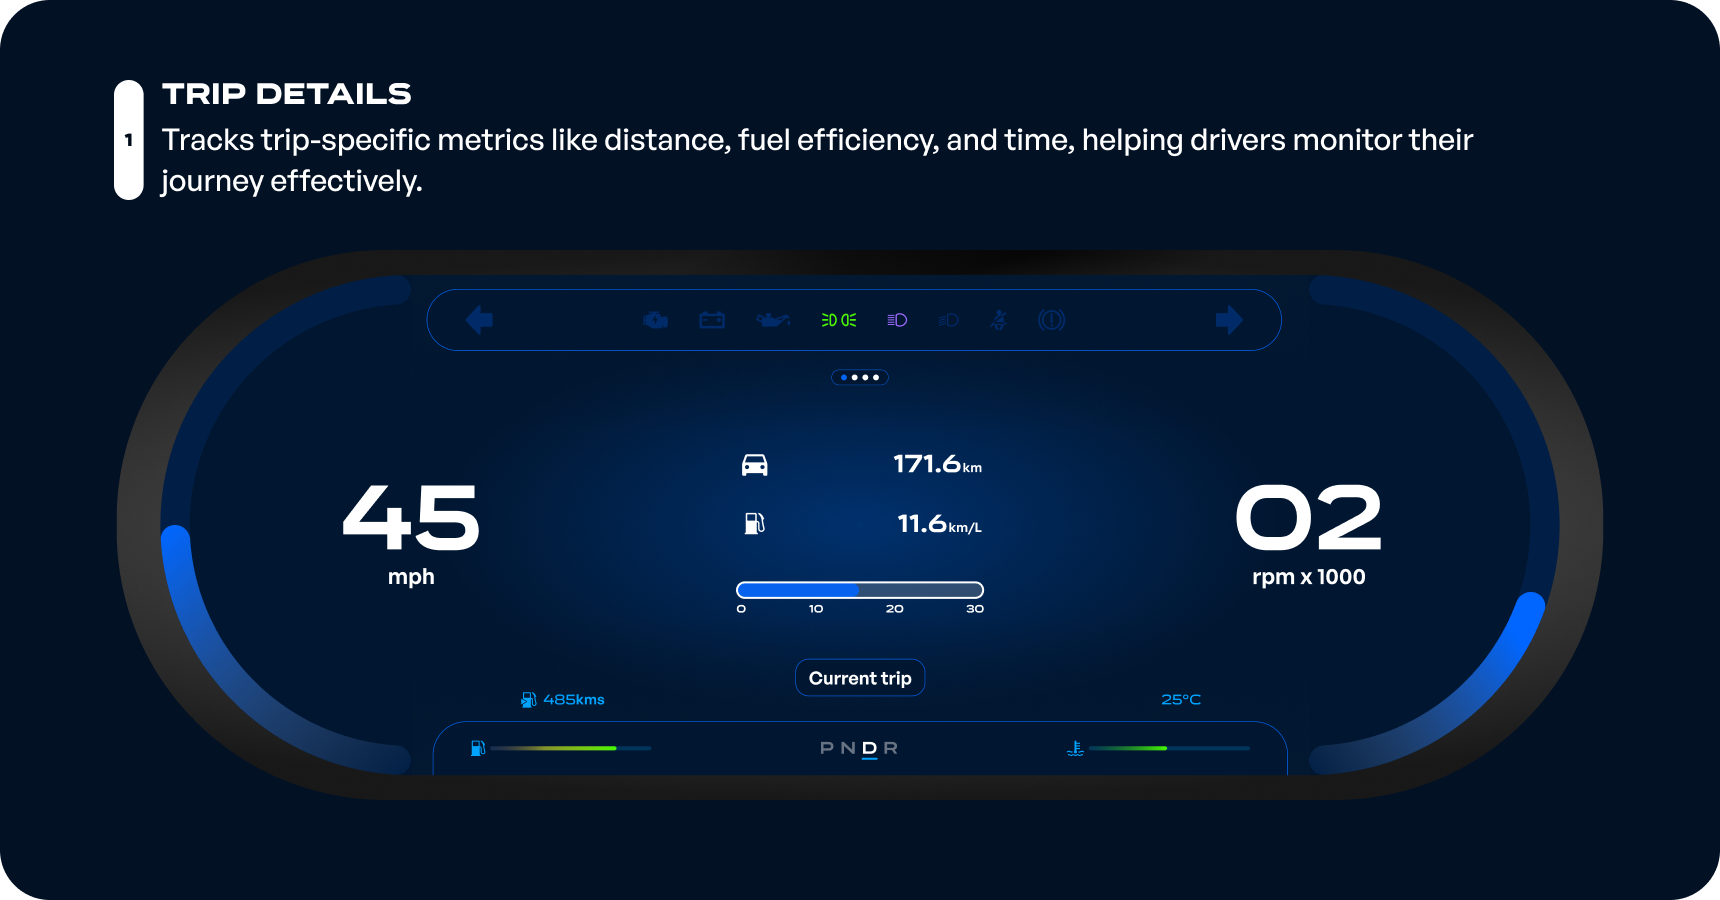 TRIP DETAILS
1
Tracks trip-specific metrics like distance, fuel efficiency, and time, helping drivers monitor their
journey effectively.
171.6km
45
mph
11.6km/L
02
rpm x 1000
0 10 20 30
Current trip
485kms
25°C
P N D R